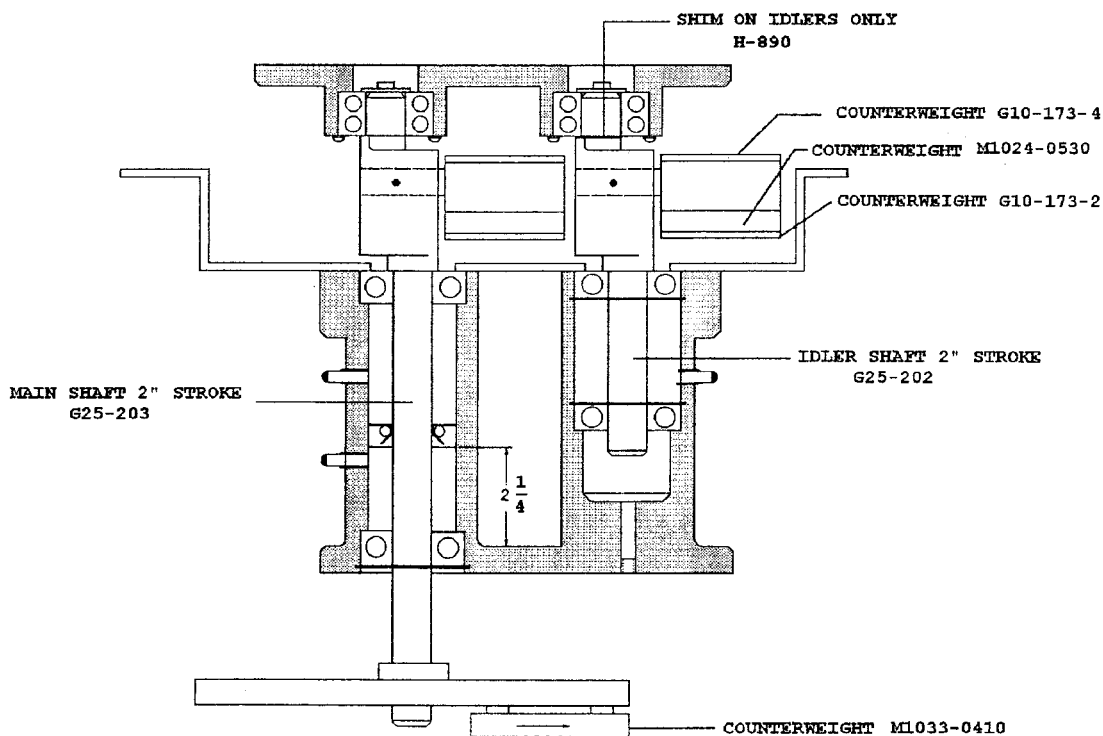 SHIM ON IDLERS ONLY
H-890
COUNTERWEIGHT G10-173-4
COUNTERWEIGHT M1024-0530
COUNTERWEIGHT G10-173-2
IDLER SHAFT 2" STROKE
G25-202
MAIN SHAFT 2" STROKE
G25-203
2 1/4
COUNTERWEIGHT M1033-0410